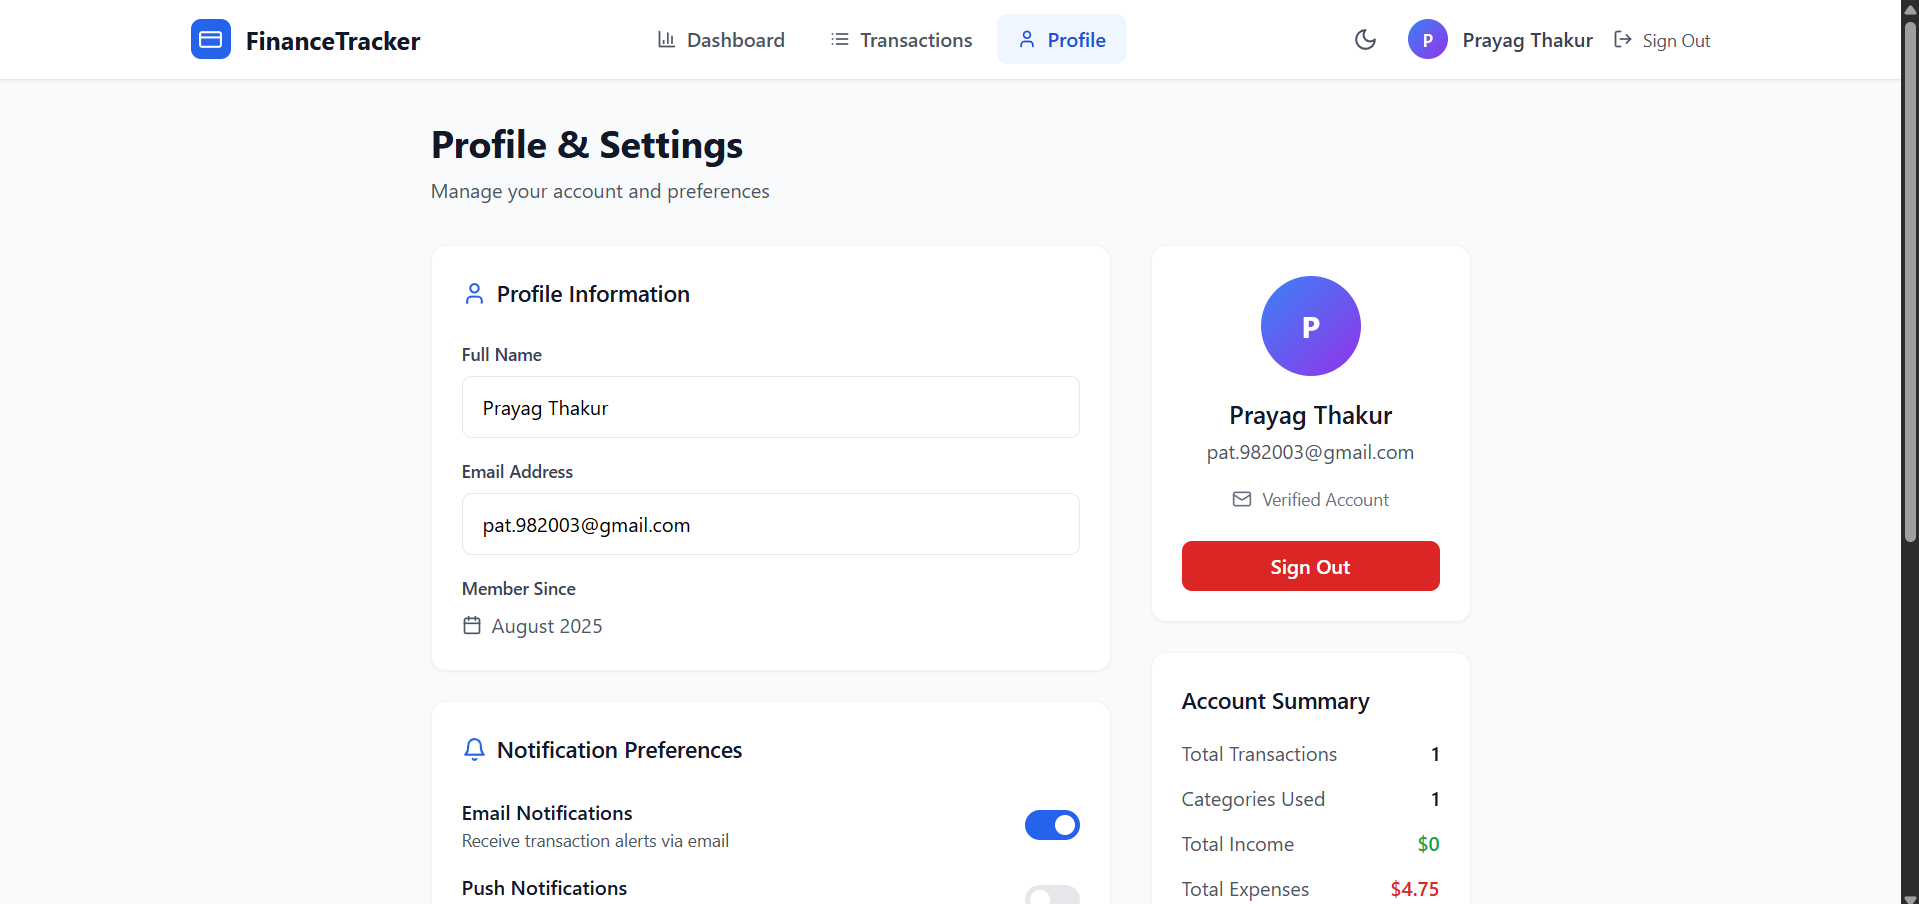 FinanceTracker
Dashboard
Transactions
Profile
P
Prayag Thakur
Sign Out
Profile & Settings
Manage your account and preferences
Profile Information
Full Name
Prayag Thakur
Email Address
pat.982003@gmail.com
Member Since
August 2025
Notification Preferences
Email Notifications
Receive transaction alerts via email
Push Notifications
P
Prayag Thakur
pat.982003@gmail.com
Verified Account
Sign Out
Account Summary
Total Transactions 1
Categories Used 1
Total Income $0
Total Expenses $4.75